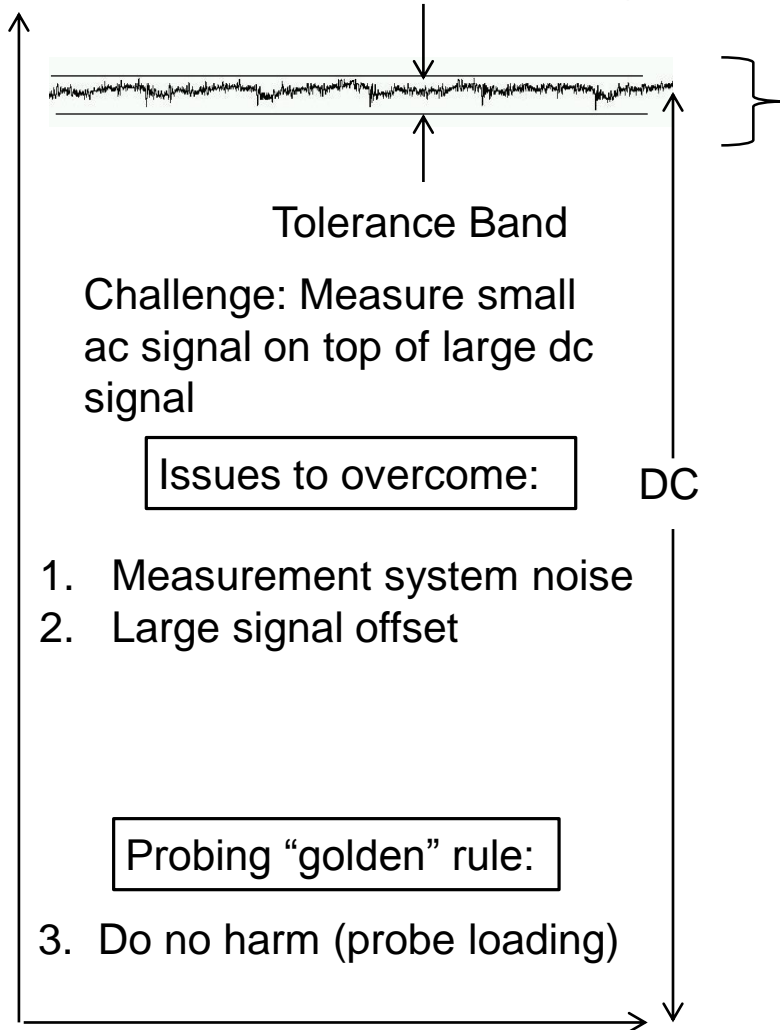 Tolerance Band
Challenge: Measure small
ac signal on top of large dc
signal
Issues to overcome:
DC
1. Measurement system noise
2. Large signal offset
Probing “golden” rule:
3. Do no harm (probe loading)